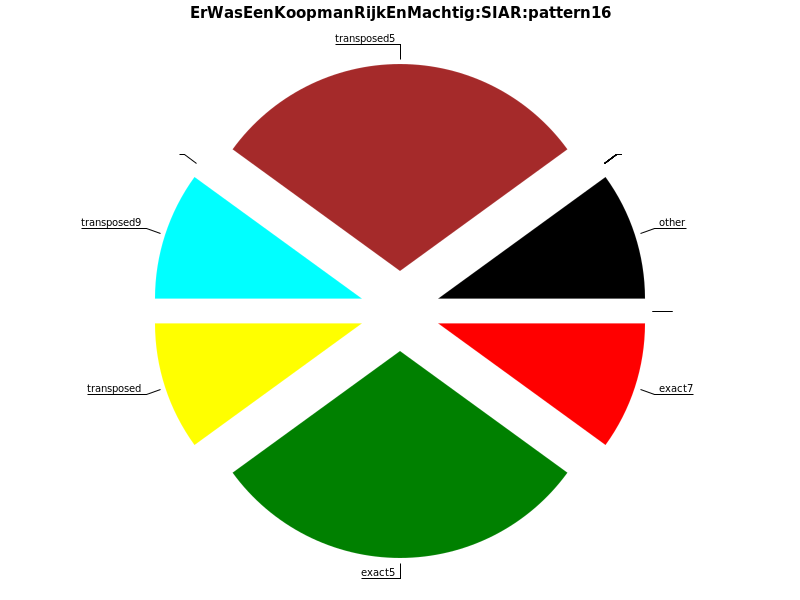 ErWasEenKoopmanRijkEnMachtig:SIAR:pattern16
transposed5
transposed9
other
transposed
exact7
exact5